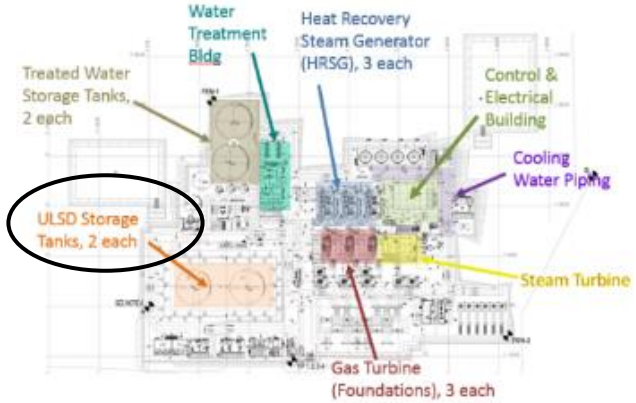 Water
Treatment
Bldg
Heat Recovery
Steam Generator
(HRSG), 3 each
Treated Water
Storage Tanks,
2 each
Control &
Electrical
Building
Cooling
Water Piping
ULSD Storage
Tanks, 2 each
Steam Turbine
Gas Turbine
(Foundations), 3 each